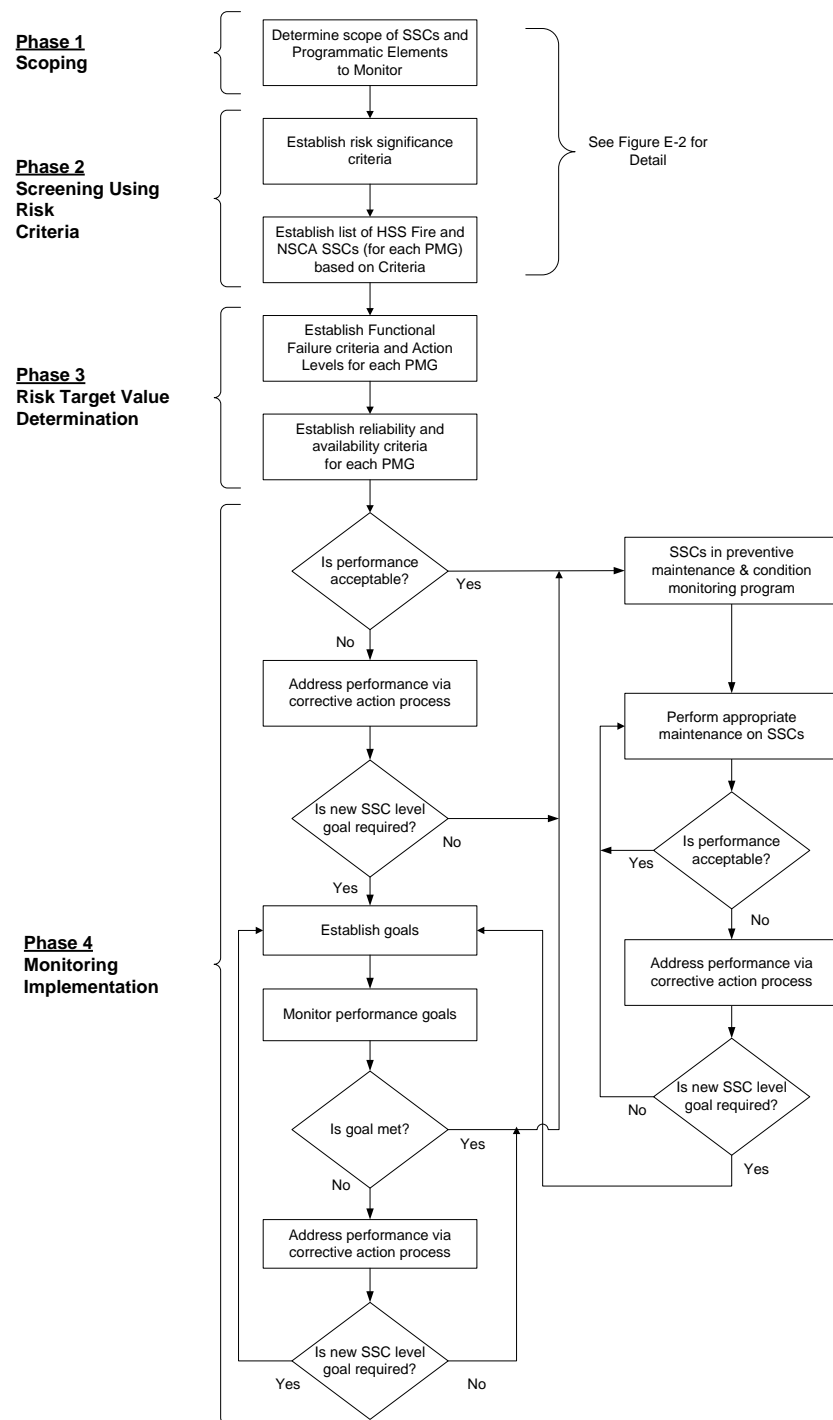 Phase 1
Scoping
Determine scope of SSCs and
Programmatic Elements
to Monitor
Phase 2
Screening Using
Risk
Criteria
Establish risk significance
criteria
See Figure E-2 for
Detail
Establish list of HSS Fire and
NSCA SSCs (for each PMG)
based on Criteria
Phase 3
Risk Target Value
Determination
Establish Functional
Failure criteria and Action
Levels for each PMG
Establish reliability and
availability criteria
for each PMG
Phase 4
Monitoring
Implementation
Is performance
acceptable?
Yes
No
Address performance via
corrective action process
Is new SSC level
goal required?
No
Yes
Establish goals
Monitor performance goals
Is goal met?
Yes
No
Address performance via
corrective action process
Is new SSC level
goal required?
Yes
No
SSCs in preventive
maintenance & condition
monitoring program
Perform appropriate
maintenance on SSCs
Is performance
acceptable?
Yes
No
Address performance via
corrective action process
Is new SSC level
goal required?
No
Yes